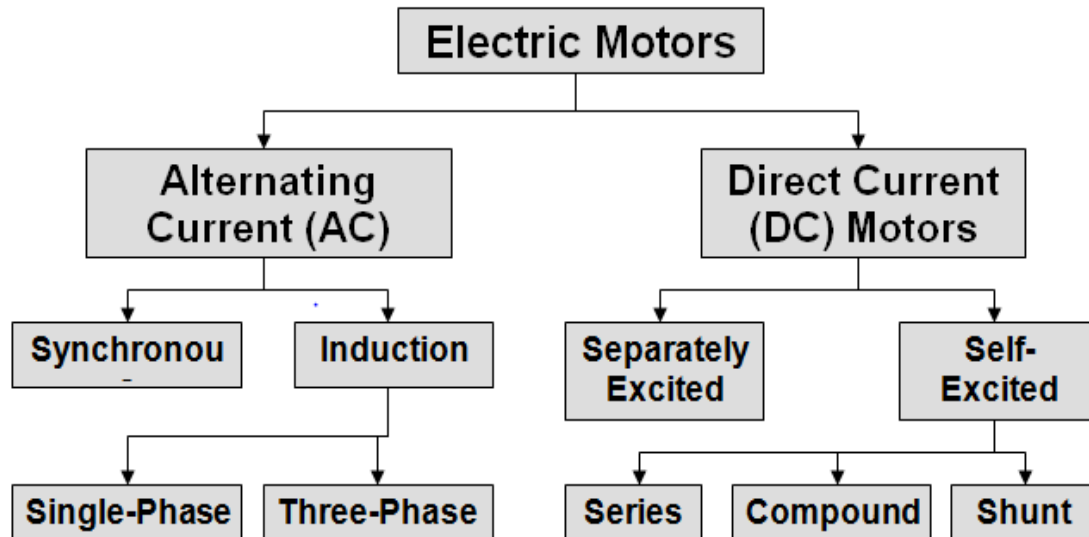 Electric Motors
Alternating
Current (AC)
Direct Current
(DC) Motors
Synchronou
Induction
Separately
Excited
Self-
Excited
Single-Phase
Three-Phase
Series
Compound
Shunt